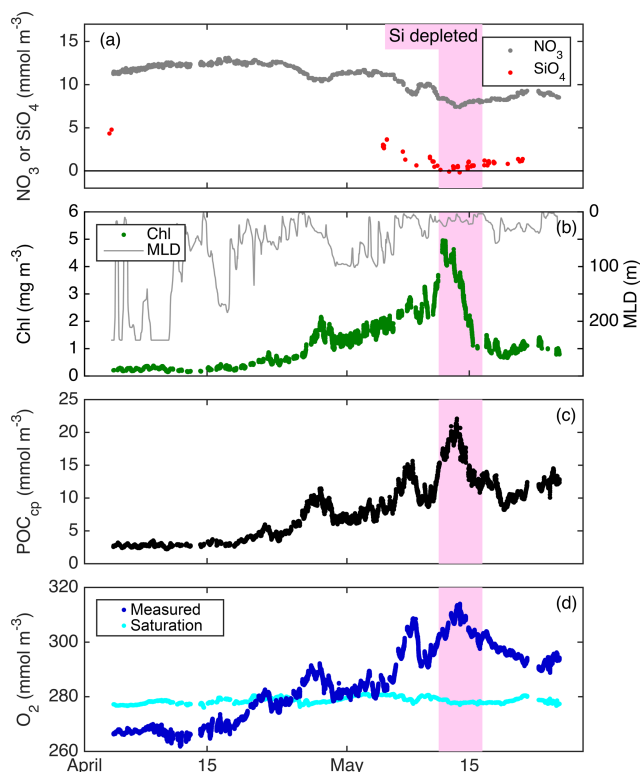 Si depleted
(a)
NO3
SiO4
NO3 or SiO4 (mmol m-3)
15
10
5
0
(b)
Chl
MLD
Chl (mg m-3)
6
5
4
3
2
1
0
0
100
200
MLD (m)
(c)
POCcp
(mmol m-3)
25
20
15
10
5
0
(d)
Measured
Saturation
O2
(mmol m-3)
320
300
280
260
April 15 May 15